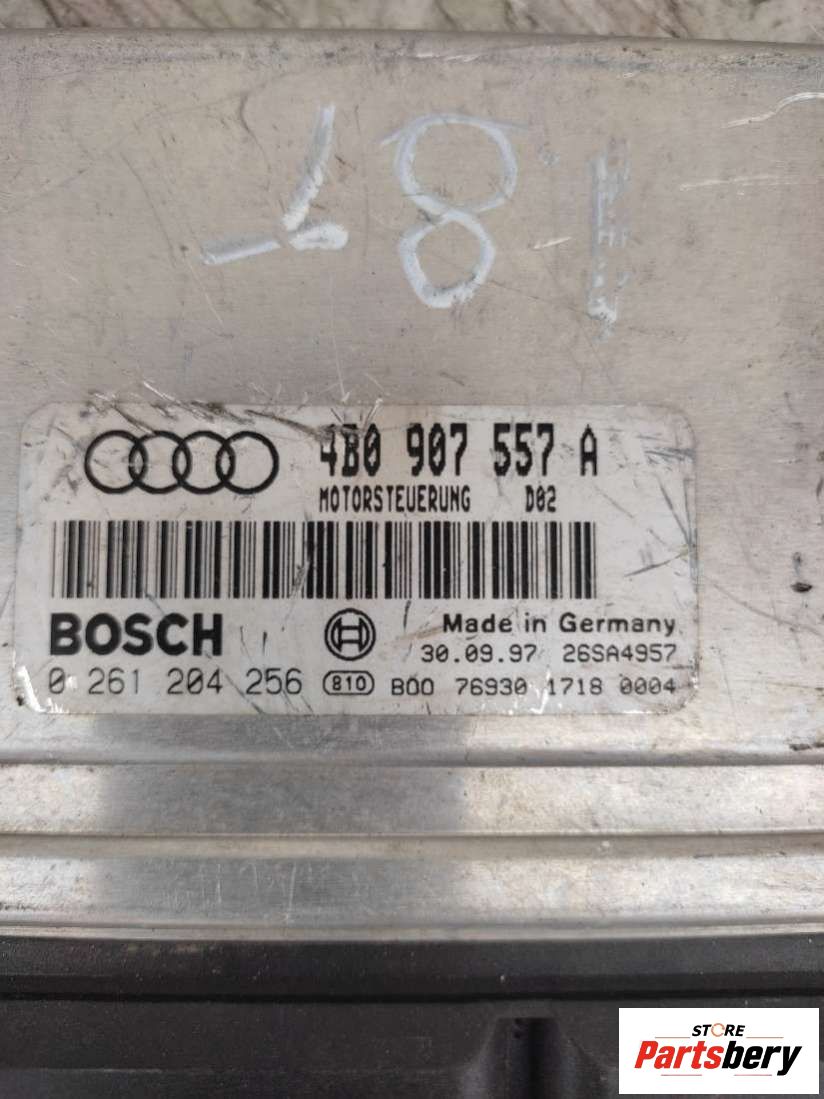 1.8T
4B0 907 557 A
MOTORSTEUERUNG D02
BOSCH
Made in Germany
30.09.97 26SA4957
0 261 204 256 810 B00 76930 1718 0004
STORE
Partsbery